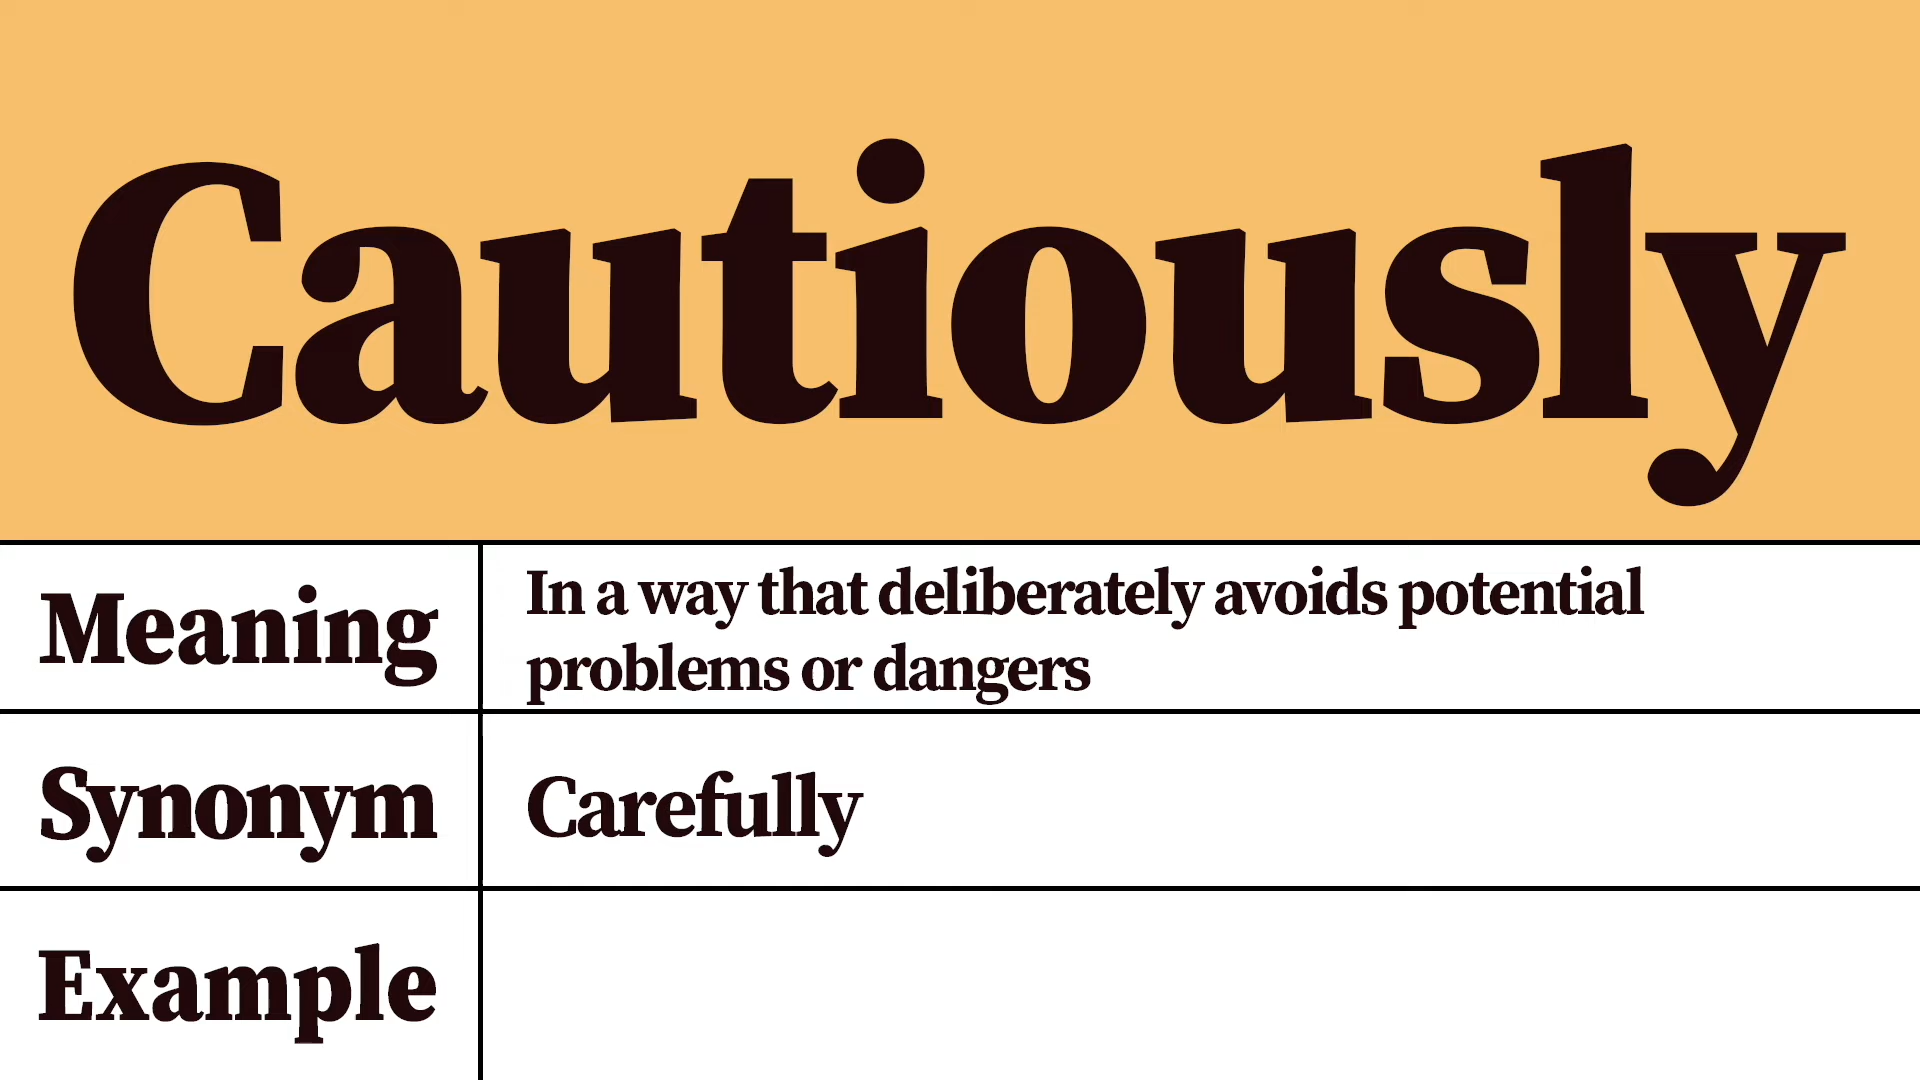 Cautiously
Meaning
In a way that deliberately avoids potential
problems or dangers
Synonym
Carefully
Example